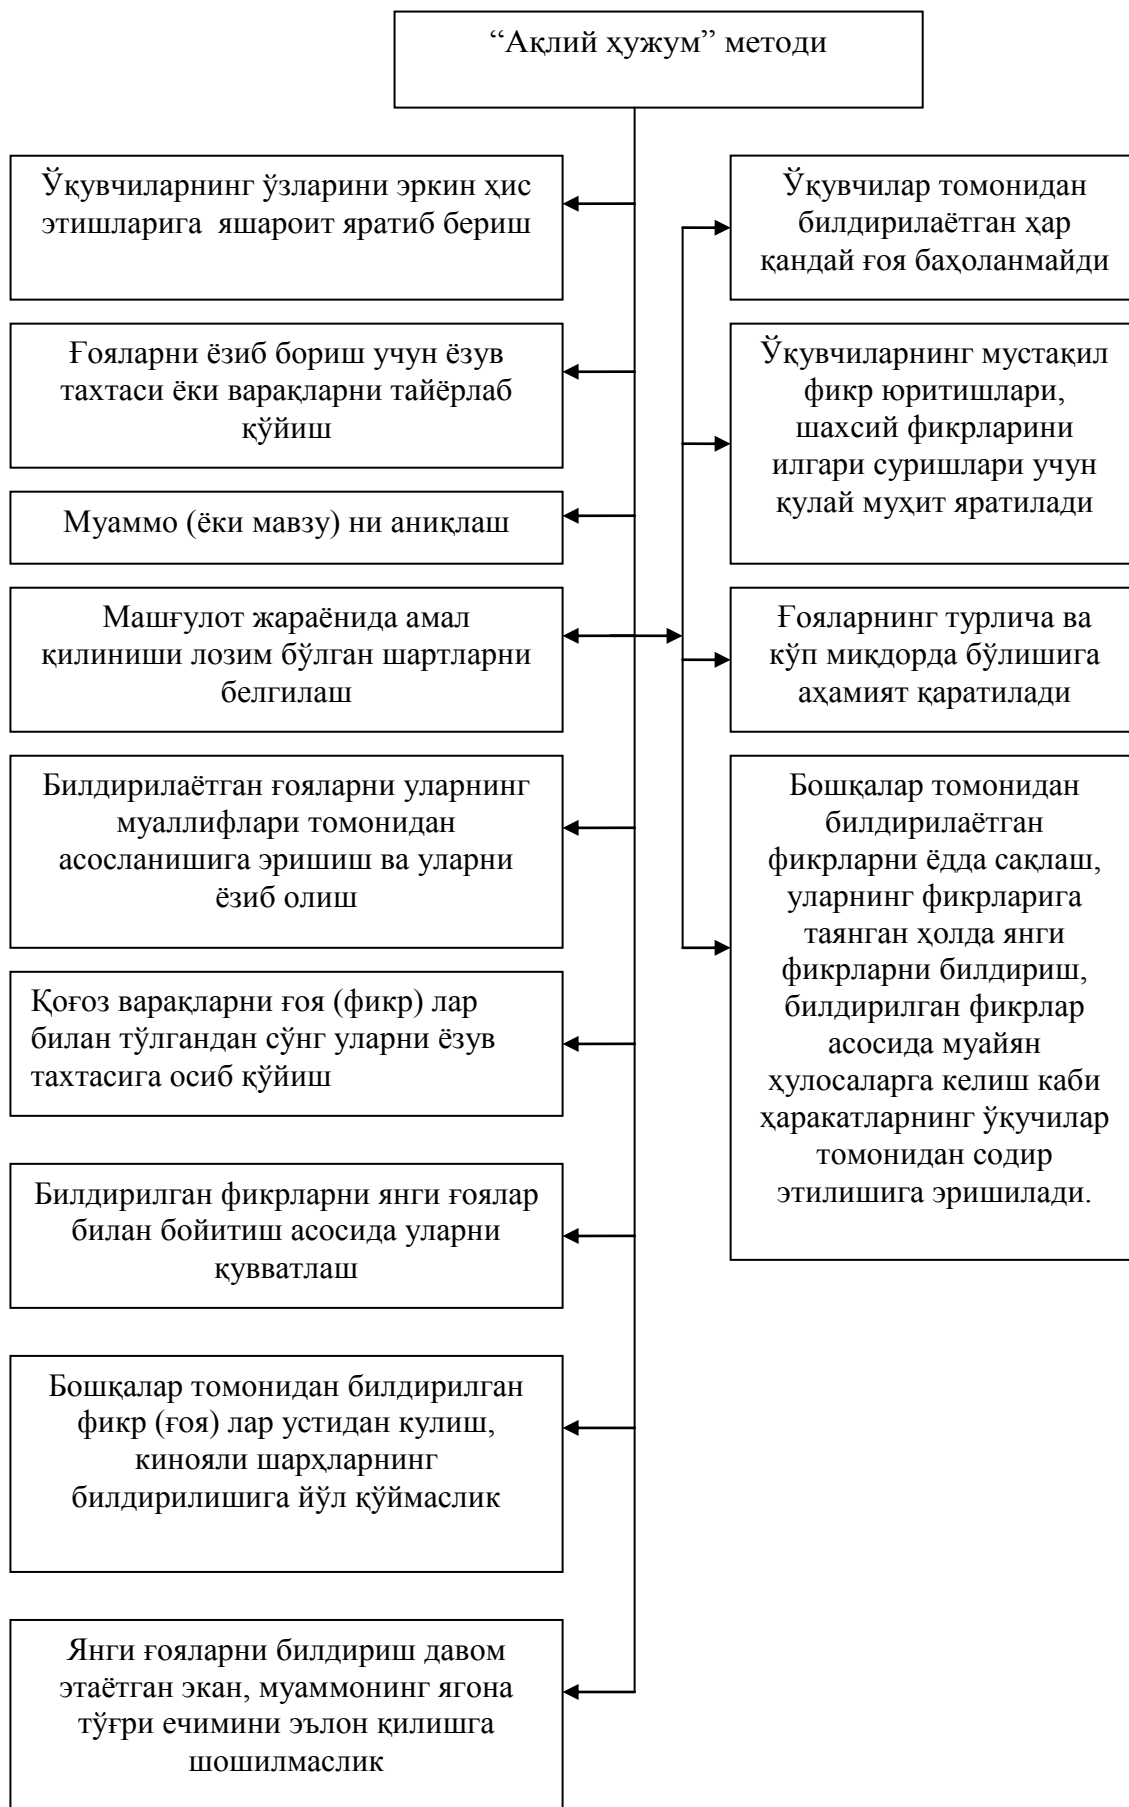 “Ақлий ҳужум” методи
Ўқувчиларнинг ўзларини эркин ҳис
этишларига  яшароит яратиб бериш
Ғояларни ёзиб бориш учун ёзув
тахтаси ёки варақларни тайёрлаб
қўйиш
Муаммо (ёки мавзу) ни аниқлаш
Машғулот жараёнида амал
қилиниши лозим бўлган шартларни
белгилаш
Билдирилаётган ғояларни уларнинг
муаллифлари томонидан
асосланишига эришиш ва уларни
ёзиб олиш
Қоғоз варақларни ғоя (фикр) лар
билан тўлгандан сўнг уларни ёзув
тахтасига осиб қўйиш
Билдирилган фикрларни янги ғоялар
билан бойитиш асосида уларни
қувватлаш
Бошқалар томонидан билдирилган
фикр (ғоя) лар устидан кулиш,
кинояли шарҳларнинг
билдирилишига йўл қўймаслик
Янги ғояларни билдириш давом
этаётган экан, муаммонинг ягона
тўғри ечимини эълон қилишга
шошилмаслик
Ўқувчилар томонидан
билдирилаётган ҳар
қандай ғоя баҳоланмайди
Ўқувчиларнинг мустақил
фикр юритишлари,
шахсий фикрларини
илгари суришлари учун
қулай муҳит яратилади
Ғояларнинг турлича ва
кўп миқдорда бўлишига
аҳамият қаратилади
Бошқалар томонидан
билдирилаётган
фикрларни ёдда сақлаш,
уларнинг фикрларига
таянган ҳолда янги
фикрларни билдириш,
билдирилган фикрлар
асосида муайян
ҳулосаларга келиш каби
ҳаракатларнинг ўқучилар
томонидан содир
этилишига эришилади.